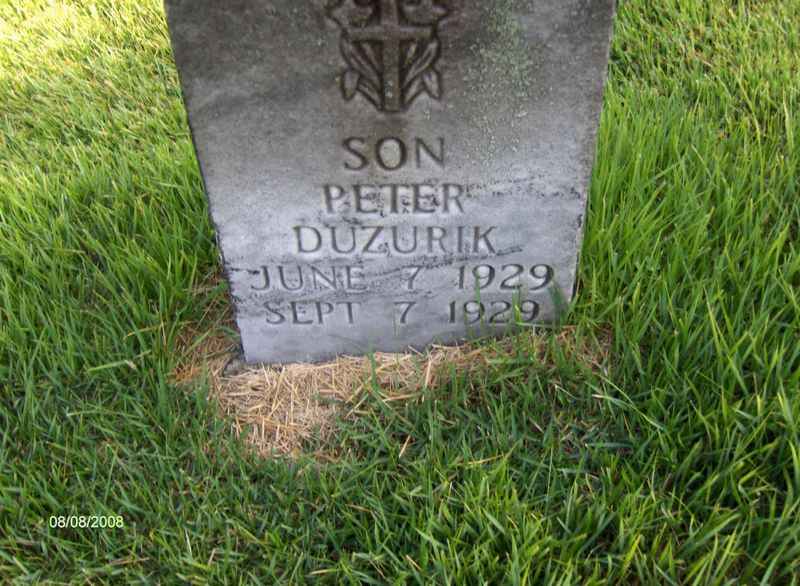 SON
PETER
DUZURIK
JUNE 7 1929
SEPT 7 1929
08/08/2008